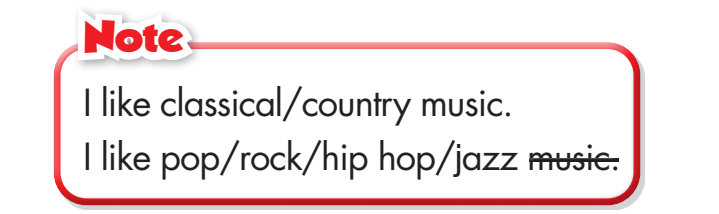 Note
I like classical/country music.
I like pop/rock/hip hop/jazz music.